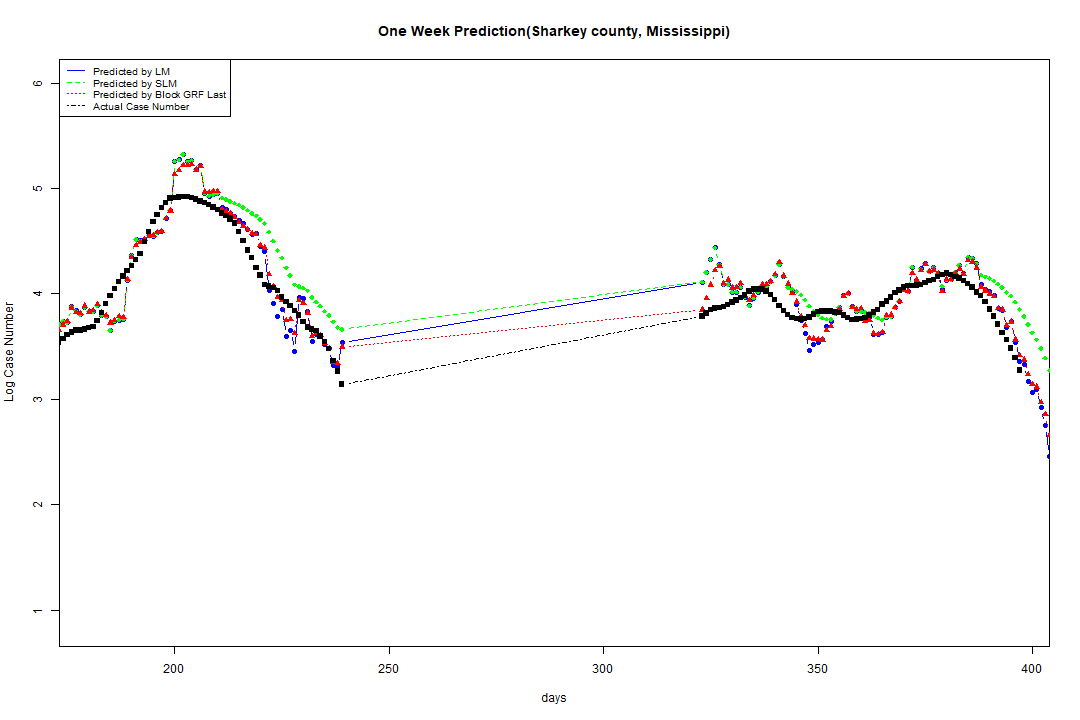 One Week Prediction(Sharkey county, Mississippi)
Predicted by LM
Predicted by SLM
Predicted by Block GRF Last
Actual Case Number
6
5
4
3
2
1
Log Case Number
200
250
300
350
400
days